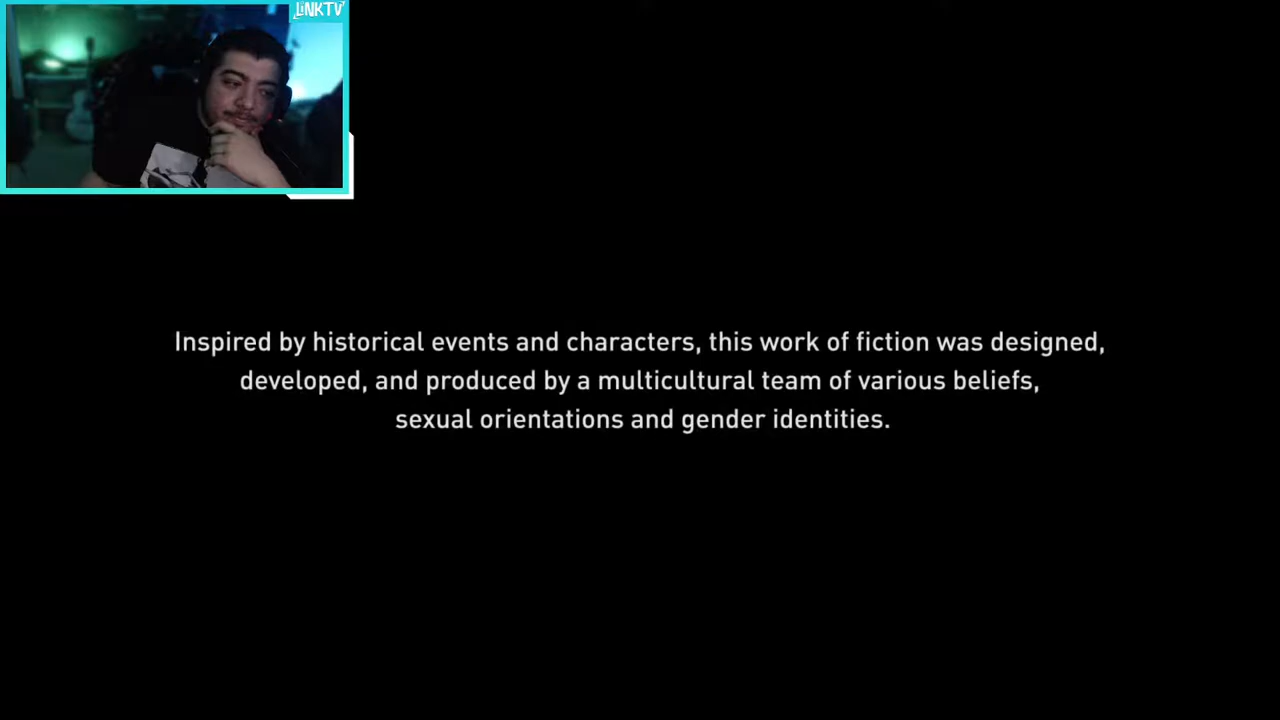 LiNKTV
Inspired by historical events and characters, this work of fiction was designed,
developed, and produced by a multicultural team of various beliefs,
sexual orientations and gender identities.